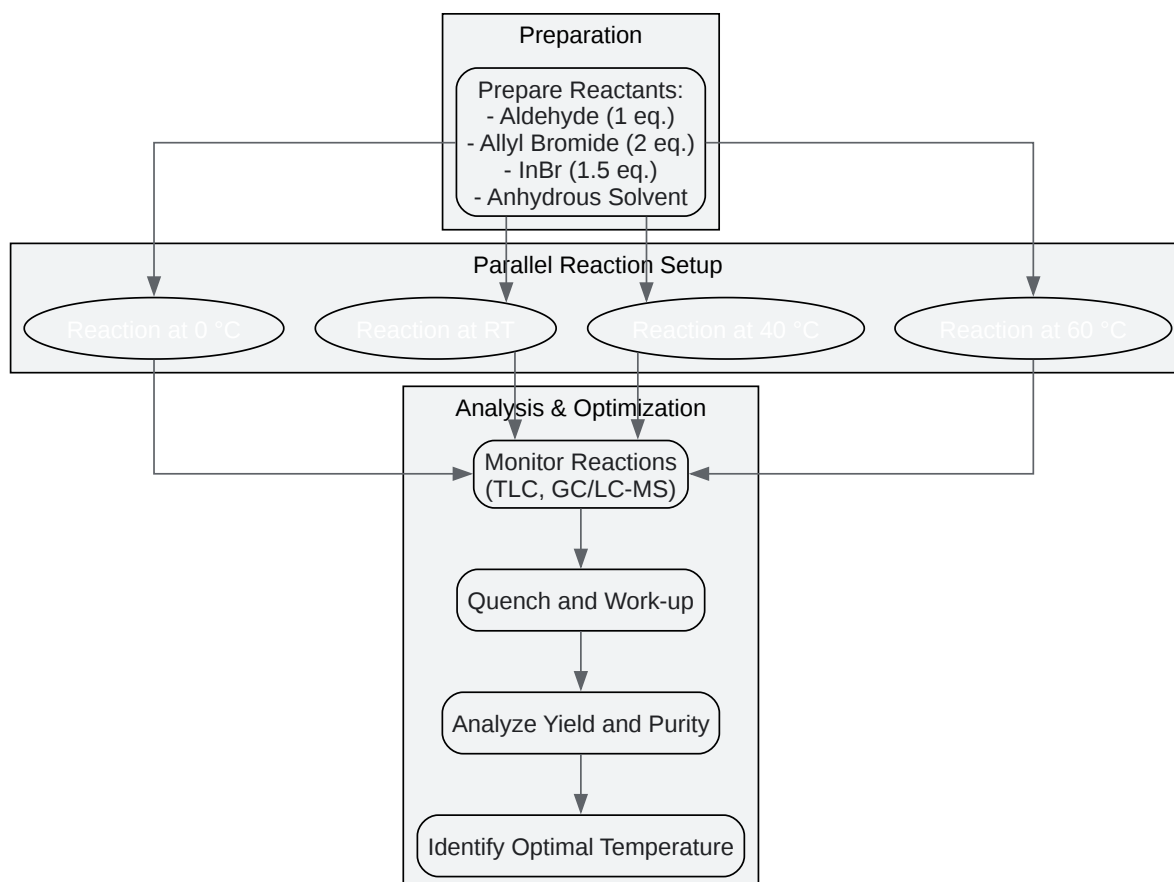 Preparation
Prepare Reactants:
- Aldehyde (1 eq.)
- Allyl Bromide (2 eq.)
- InBr (1.5 eq.)
- Anhydrous Solvent
Parallel Reaction Setup
Reaction at 0 °C
Reaction at RT
Reaction at 40 °C
Reaction at 60 °C
Analysis & Optimization
Monitor Reactions
(TLC, GC/LC-MS)
Quench and Work-up
Analyze Yield and Purity
Identify Optimal Temperature